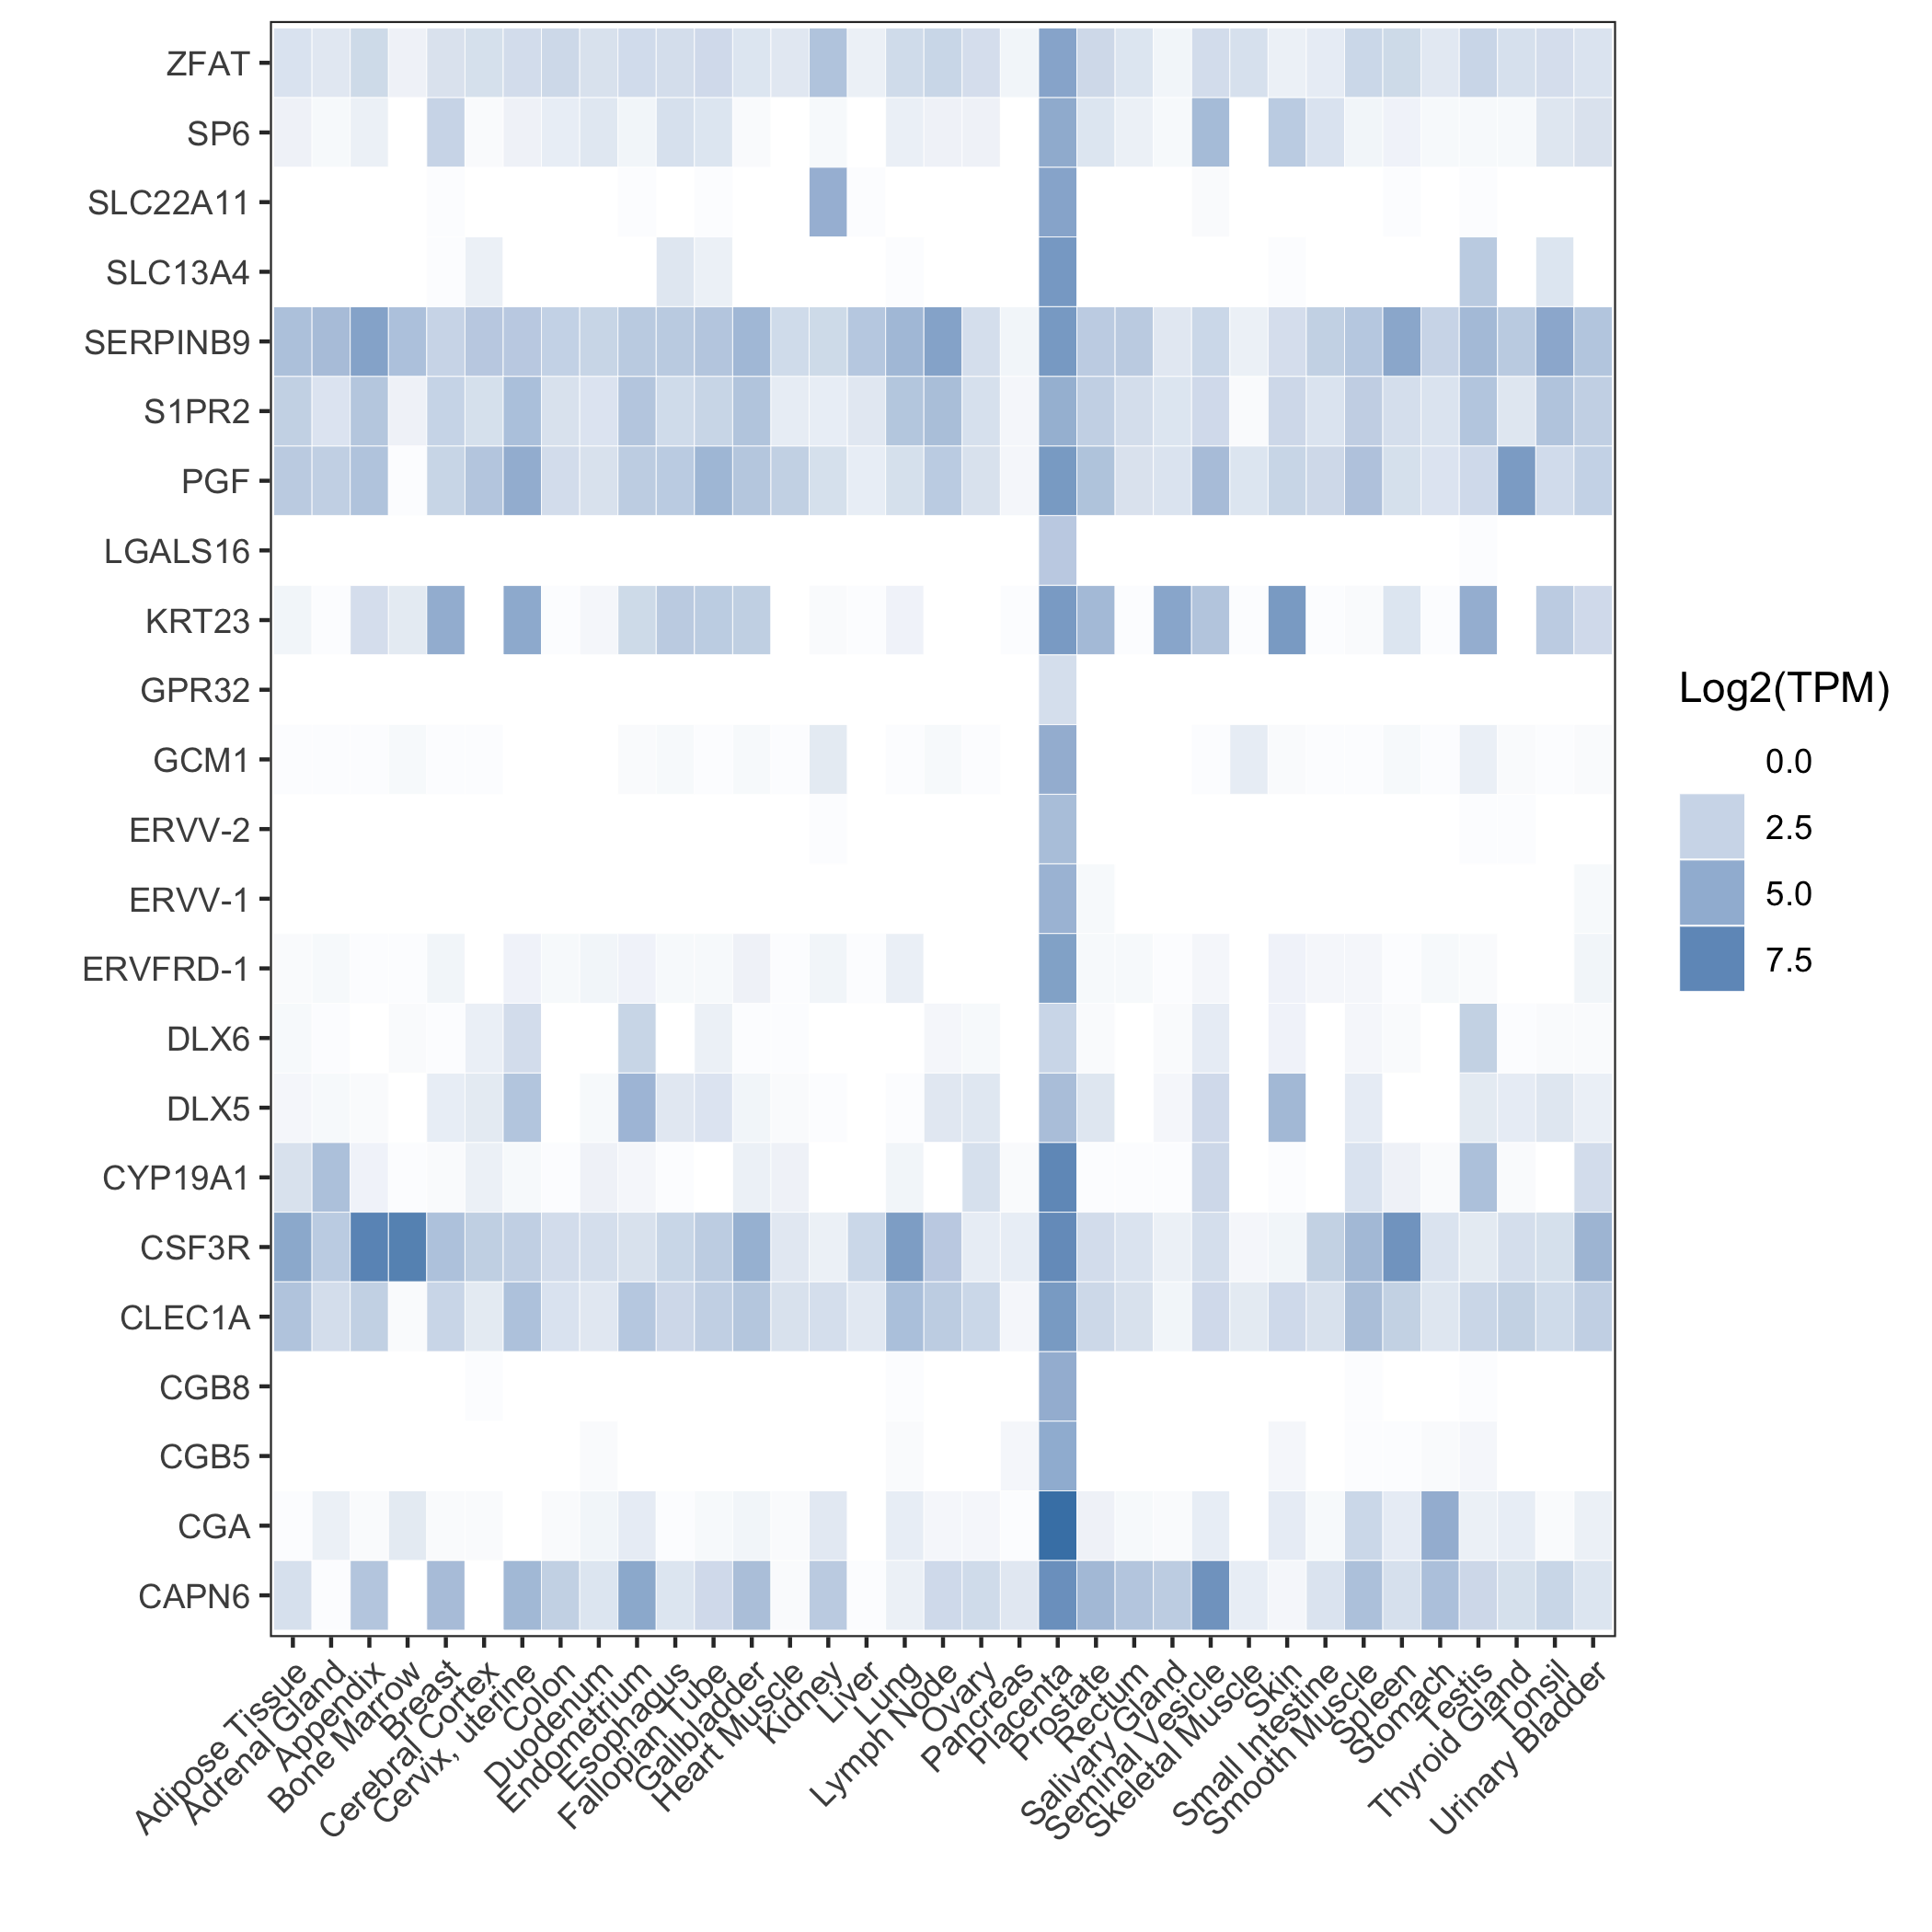 ZFAT
SP6
SLC22A11
SLC13A4
SERPINB9
S1PR2
PGF
LGALS16
KRT23
GPR32
GCM1
ERVV-2
ERVV-1
ERVFRD-1
DLX6
DLX5
CYP19A1
CSF3R
CLEC1A
CGB8
CGB5
CGA
CAPN6
Adipose Tissue
Adrenal Gland
Appendix
Bone Marrow
Breast
Cerebral Cortex
Cervix, uterine
Colon
Duodenum
Endometrium
Esophagus
Fallopian Tube
Gallbladder
Heart Muscle
Kidney
Liver
Lung
Lymph Node
Ovary
Pancreas
Placenta
Prostate
Rectum
Salivary Gland
Seminal Vesicle
Skeletal Muscle
Skin
Small Intestine
Smooth Muscle
Spleen
Stomach
Testis
Thyroid Gland
Tonsil
Urinary Bladder
Log2(TPM)
0.0
2.5
5.0
7.5